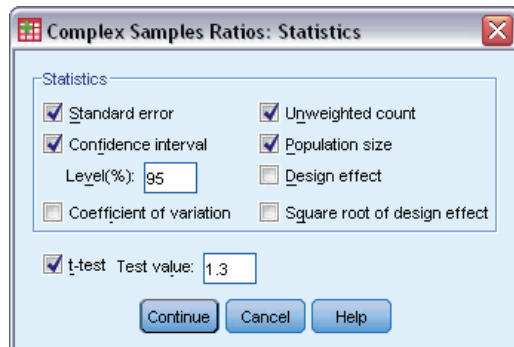 Complex Samples Ratios: Statistics
Statistics
Standard error
Unweighted count
Confidence interval
Population size
Level(%): 95
Design effect
Coefficient of variation
Square root of design effect
t-test Test value: 1.3
Continue Cancel Help